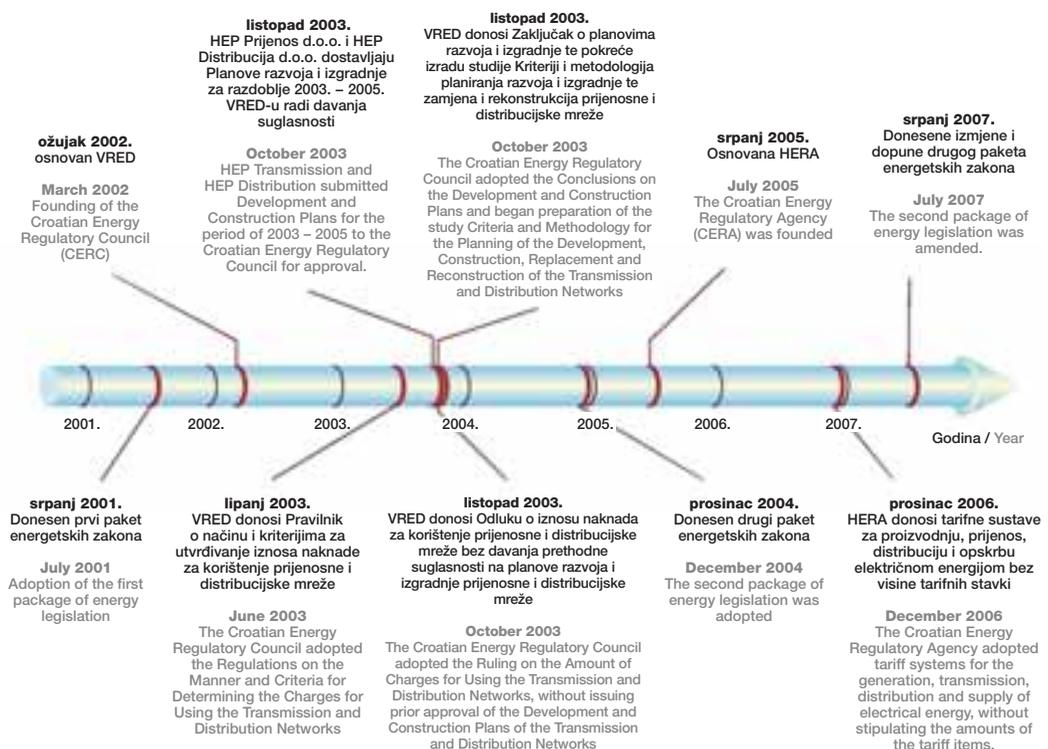 ožujak 2002.
osnovan VRED
March 2002
Founding of the
Croatian Energy
Regulatory Council
(CERC)
listopad 2003.
HEP Prijenos d.o.o. i HEP
Distribucija d.o.o. dostavljaju
Planove razvoja i izgradnje
za razdoblje 2003. – 2005.
VRED-u radi davanja
suglasnosti
October 2003
HEP Transmission and
HEP Distribution submitted
Development and
Construction Plans for the
period of 2003 – 2005 to the
Croatian Energy Regulatory
Council for approval.
listopad 2003.
VRED donosi Zaključak o planovima
razvoja i izgradnje te pokreće
izradu studije Kriteriji i metodologija
planiranja razvoja i izgradnje te
zamjena i rekonstrukcija prijenosne i
distribucijske mreže
October 2003
The Croatian Energy Regulatory
Council adopted the Conclusions on
the Development and Construction
Plans and began preparation of the
study Criteria and Methodology for
the Planning of the Development,
Construction, Replacement and
Reconstruction of the Transmission
and Distribution Networks
srpanj 2005.
Osnovana HERA
July 2005
The Croatian Energy
Regulatory Agency
(CERA) was founded
srpanj 2007.
Donesene izmjene i
dopune drugog paketa
energetskih zakona
July 2007
The second package of
energy legislation was
amended.
2001.
2002.
2003.
2004.
2005.
2006.
2007.
Godina / Year
srpanj 2001.
Donesen prvi paket
energetskih zakona
July 2001
Adoption of the first
package of energy
legislation
lipanj 2003.
VRED donosi Pravilnik
o načinu i kriterijima za
utvrđivanje iznosa naknade
za korištenje prijenosne i
distribucijske mreže
June 2003
The Croatian Energy
Regulatory Council adopted
the Regulations on the
Manner and Criteria for
Determining the Charges for
Using the Transmission and
Distribution Networks
listopad 2003.
VRED donosi Odluku o iznosu naknada
za korištenje prijenosne i distribucijske
mreže bez davanja prethodne
suglasnosti na planove razvoja i
izgradnje prijenosne i distribucijske
mreže
October 2003
The Croatian Energy Regulatory Council
adopted the Ruling on the Amount of
Charges for Using the Transmission and
Distribution Networks, without issuing
prior approval of the Development and
Construction Plans of the Transmission
and Distribution Networks
prosinac 2004.
Donesen drugi paket
energetskih zakona
December 2004
The second package of
energy legislation was
adopted
prosinac 2006.
HERA donosi tarifne sustave
za proizvodnju, prijenos,
distribuciju i opskrbu
električnom energijom bez
visine tarifnih stavki
December 2006
The Croatian Energy
Regulatory Agency adopted
tariff systems for the
generation, transmission,
distribution and supply of
electrical energy, without
stipulating the amounts of
the tariff items.